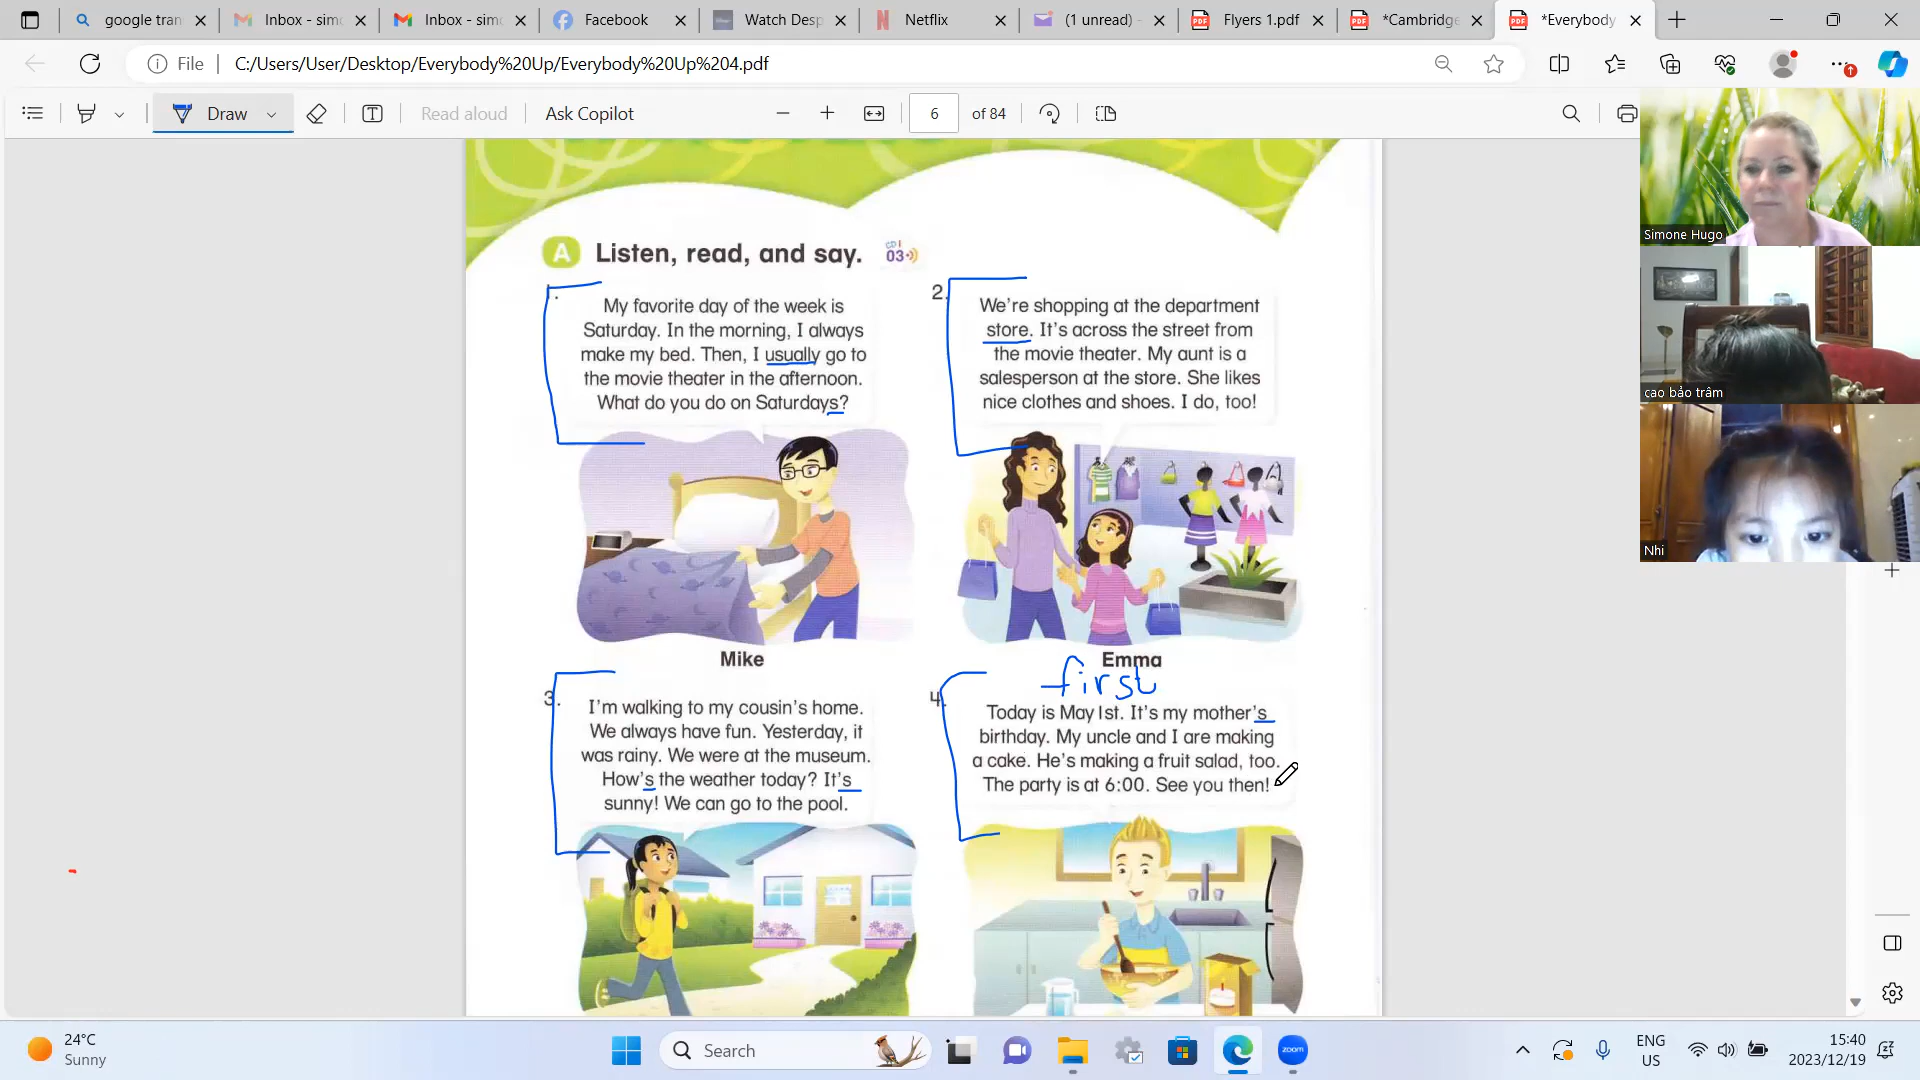 google tran
Inbox - simo
Inbox - simo
Facebook
Watch Desp
Netflix
(1 unread) -
Flyers 1.pdf
*Cambridge
*Everybody
File
C:/Users/User/Desktop/Everybody%20Up/Everybody%20Up%204.pdf
Draw
Read aloud
Ask Copilot
6
of 84
A Listen, read, and say. CD 1 03
1.
My favorite day of the week is
Saturday. In the morning, I always
make my bed. Then, I usually go to
the movie theater in the afternoon.
What do you do on Saturdays?
Mike
2.
We're shopping at the department
store. It's across the street from
the movie theater. My aunt is a
salesperson at the store. She likes
nice clothes and shoes. I do, too!
Emma
3.
I'm walking to my cousin's home.
We always have fun. Yesterday, it
was rainy. We were at the museum.
How's the weather today? It's
sunny! We can go to the pool.
first
4.
Today is May 1st. It's my mother's
birthday. My uncle and I are making
a cake. He's making a fruit salad, too.
The party is at 6:00. See you then!
Simone Hugo
cao bảo trâm
Nhi
24°C
Sunny
Search
zoom
ENG
US
15:40
2023/12/19